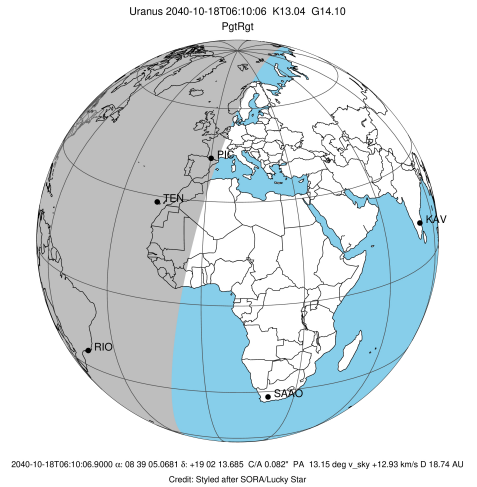 Uranus 2040-10-18T06:10:06 K13.04 G14.10
PgtRgt
PIC
TEN
KAV
RIO
SAAO
2040-10-18T06:10:06.9000 α: 08 39 05.0681 δ: +19 02 13.685 C/A 0.082" PA 13.15 deg v_sky +12.93 km/s D 18.74 AU
Credit: Styled after SORA/Lucky Star